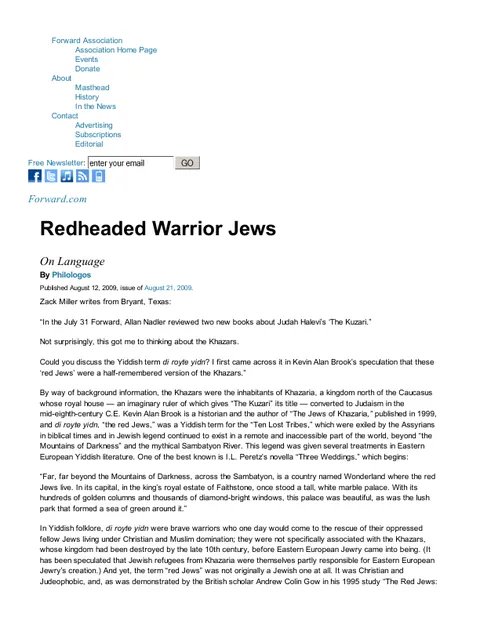 Forward Association
Association Home Page
Events
Donate
About
Masthead
History
In the News
Contact
Advertising
Subscriptions
Editorial
Free Newsletter: enter your email GO
Forward.com
Redheaded Warrior Jews
On Language
By Philologos
Published August 12, 2009, issue of August 21, 2009.
Zack Miller writes from Bryant, Texas:
“In the July 31 Forward, Allan Nadler reviewed two new books about Judah Halevi’s ‘The Kuzari.”
Not surprisingly, this got me to thinking about the Khazars.
Could you discuss the Yiddish term di royte yidn? I first came across it in Kevin Alan Brook’s speculation that these
‘red Jews’ were a half-remembered version of the Khazars.”
By way of background information, the Khazars were the inhabitants of Khazaria, a kingdom north of the Caucasus
whose royal house — an imaginary ruler of which gives “The Kuzari” its title — converted to Judaism in the
mid-eighth-century C.E. Kevin Alan Brook is a historian and the author of “The Jews of Khazaria,” published in 1999,
and di royte yidn, “the red Jews,” was a Yiddish term for the “Ten Lost Tribes,” which were exiled by the Assyrians
in biblical times and in Jewish legend continued to exist in a remote and inaccessible part of the world, beyond “the
Mountains of Darkness” and the mythical Sambatyon River. This legend was given several treatments in Eastern
European Yiddish literature. One of the best known is I.L. Peretz’s novella “Three Weddings,” which begins:
“Far, far beyond the Mountains of Darkness, across the Sambatyon, is a country named Wonderland where the red
Jews live. In its capital, in the king’s royal estate of Faithstone, once stood a tall, white marble palace. With its
hundreds of golden columns and thousands of diamond-bright windows, this palace was beautiful, as was the lush
park that formed a sea of green around it.”
In Yiddish folklore, di royte yidn were brave warriors who one day would come to the rescue of their oppressed
fellow Jews living under Christian and Muslim domination; they were not specifically associated with the Khazars,
whose kingdom had been destroyed by the late 10th century, before Eastern European Jewry came into being. (It
has been speculated that Jewish refugees from Khazaria were themselves partly responsible for Eastern European
Jewry’s creation.) And yet, the term “red Jews” was not originally a Jewish one at all. It was Christian and
Judeophobic, and, as was demonstrated by the British scholar Andrew Colin Gow in his 1995 study “The Red Jews: